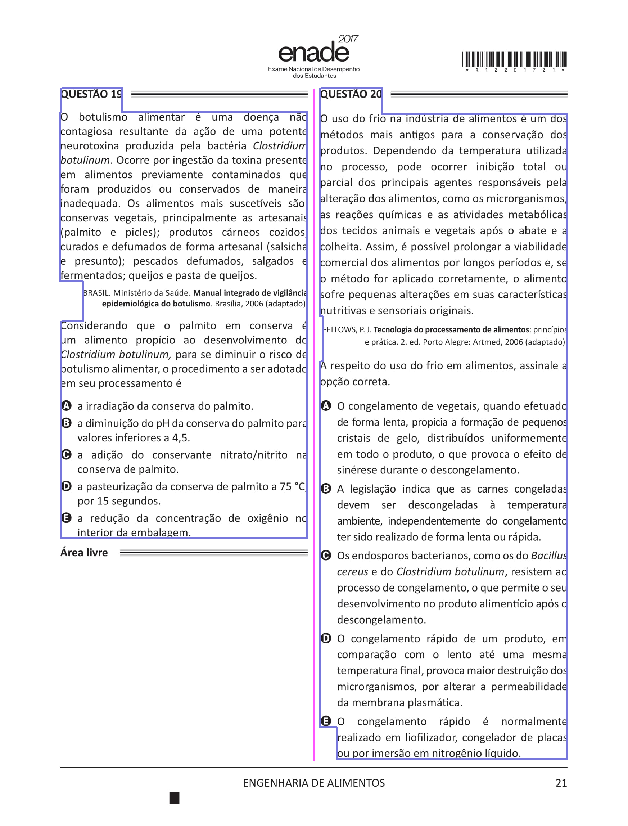 enade 2017
Exame Nacional de Desempenho
dos Estudantes
*R1220172​1*
QUESTÃO 19
O botulismo alimentar é uma doença não
contagiosa resultante da ação de uma potente
neurotoxina produzida pela bactéria Clostridium
botulinum. Ocorre por ingestão da toxina presente
em alimentos previamente contaminados que
foram produzidos ou conservados de maneira
inadequada. Os alimentos mais suscetíveis são:
conservas vegetais, principalmente as artesanais
(palmito e picles); produtos cárneos cozidos,
curados e defumados de forma artesanal (salsicha
e presunto); pescados defumados, salgados e
fermentados; queijos e pasta de queijos.
BRASIL. Ministério da Saúde. Manual integrado de vigilância
epidemiológica do botulismo. Brasília, 2006 (adaptado).
Considerando que o palmito em conserva é
um alimento propício ao desenvolvimento do
Clostridium botulinum, para se diminuir o risco de
botulismo alimentar, o procedimento a ser adotado
em seu processamento é
A a irradiação da conserva do palmito.
B a diminuição do pH da conserva do palmito para
valores inferiores a 4,5.
C a adição do conservante nitrato/nitrito na
conserva de palmito.
D a pasteurização da conserva de palmito a 75 °C,
por 15 segundos.
E a redução da concentração de oxigênio no
interior da embalagem.
Área livre
QUESTÃO 20
O uso do frio na indústria de alimentos é um dos
métodos mais antigos para a conservação dos
produtos. Dependendo da temperatura utilizada
no processo, pode ocorrer inibição total ou
parcial dos principais agentes responsáveis pela
alteração dos alimentos, como os microrganismos,
as reações químicas e as atividades metabólicas
dos tecidos animais e vegetais após o abate e a
colheita. Assim, é possível prolongar a viabilidade
comercial dos alimentos por longos períodos e, se
o método for aplicado corretamente, o alimento
sofre pequenas alterações em suas características
nutritivas e sensoriais originais.
FELLOWS, P. J. Tecnologia do processamento de alimentos: princípios
e prática. 2. ed. Porto Alegre: Artmed, 2006 (adaptado).
A respeito do uso do frio em alimentos, assinale a
opção correta.
A O congelamento de vegetais, quando efetuado
de forma lenta, propicia a formação de pequenos
cristais de gelo, distribuídos uniformemente
em todo o produto, o que provoca o efeito de
sinérese durante o descongelamento.
B A legislação indica que as carnes congeladas
devem ser descongeladas à temperatura
ambiente, independentemente do congelamento
ter sido realizado de forma lenta ou rápida.
C Os endosporos bacterianos, como os do Bacillus
cereus e do Clostridium botulinum, resistem ao
processo de congelamento, o que permite o seu
desenvolvimento no produto alimentício após o
descongelamento.
D O congelamento rápido de um produto, em
comparação com o lento até uma mesma
temperatura final, provoca maior destruição dos
microrganismos, por alterar a permeabilidade
da membrana plasmática.
E O congelamento rápido é normalmente
realizado em liofilizador, congelador de placas
ou por imersão em nitrogênio líquido.
ENGENHARIA DE ALIMENTOS
21